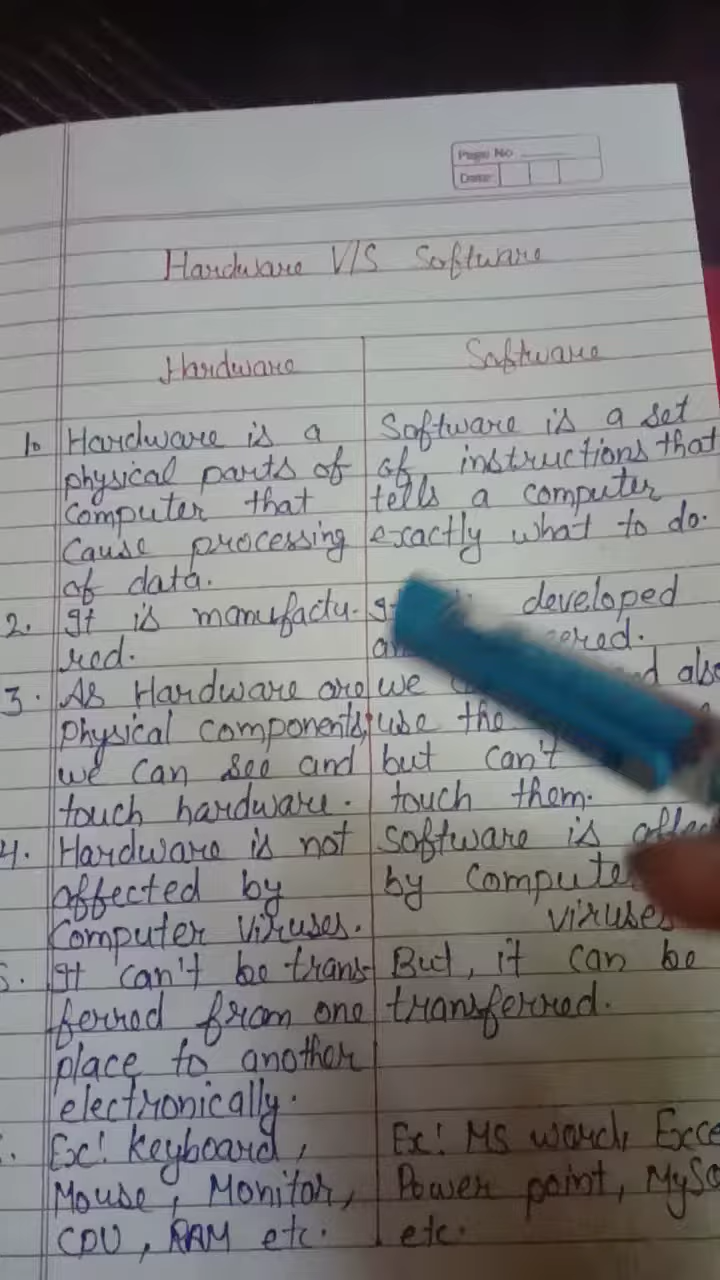 Page No
Date:
Hardware V/S Software
Hardware
Software
1. Hardware is a
physical parts of
computer that
cause processing
of data.
Software is a set
of instructions that
tells a computer
exactly what to do.
2. It is manufactu-
red.
developed
3. As Hardware are
physical components,
we can see and
touch hardware.
we
use the
but can't
touch them.
4. Hardware is not
affected by
computer viruses.
Software is
by
viruses
5. It can't be trans-
ferred from one
place to another
electronically.
But, it can be
transferred.
Ex! keyboard,
Mouse, Monitor,
CPU, RAM etc.
Ex! MS word,
Power point,
etc.